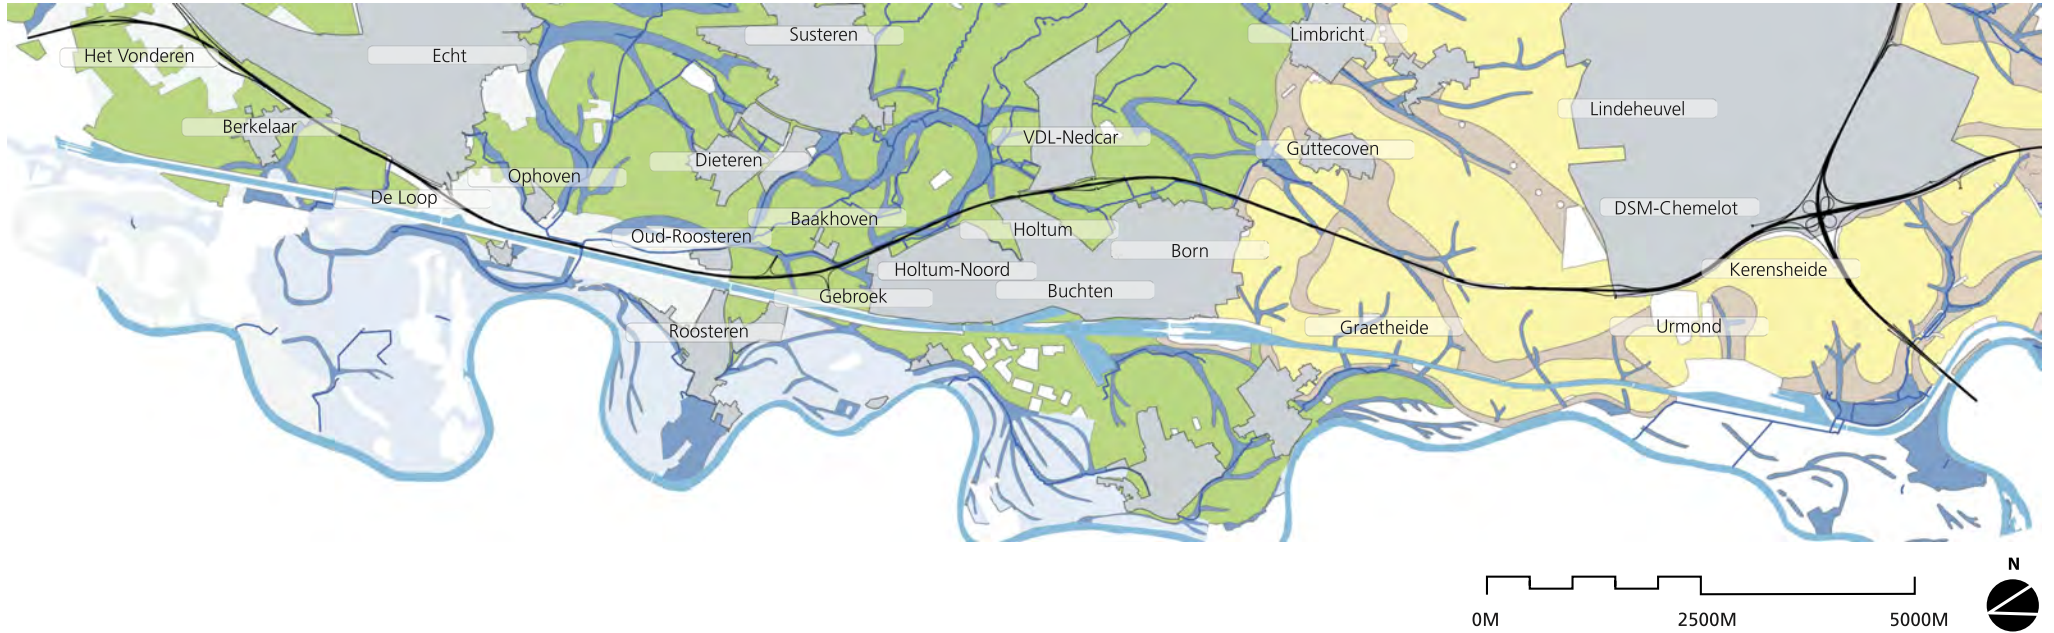 Susteren
Limbricht
Het Vonderen
Echt
Lindeheuvel
Berkelaar
VDL-Nedcar
Guttecoven
Dieteren
Ophoven
De Loop
DSM-Chemelot
Baakhoven
Holtum
Oud-Roosteren
Born
Holtum-Noord
Kerensheide
Buchten
Gebroek
Roosteren
Graetheide
Urmond
N
0M
2500M
5000M